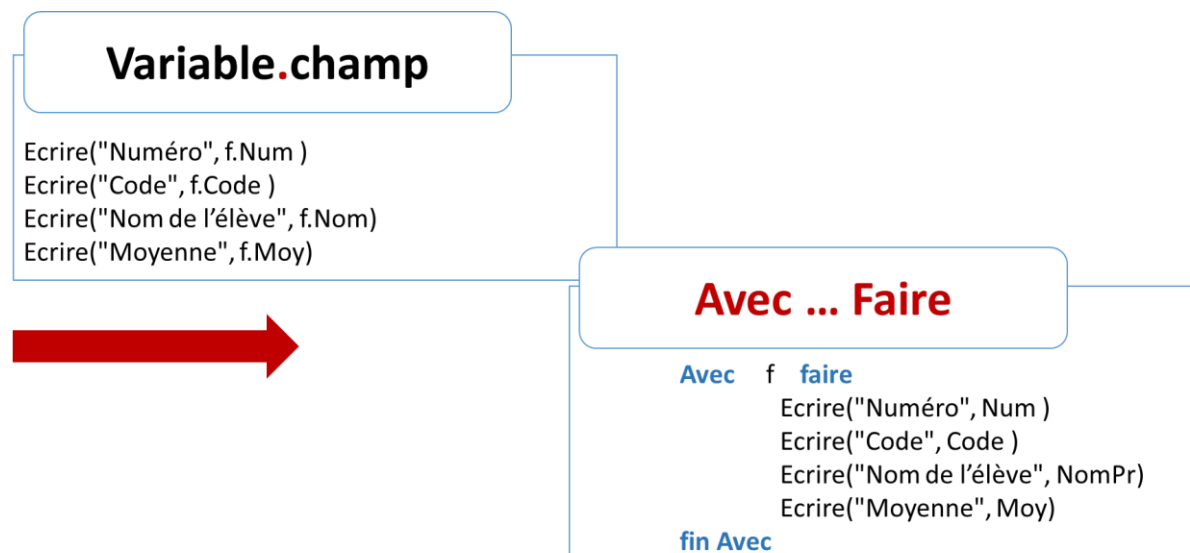 Variable.champ
Ecrire("Numéro", f.Num )
Ecrire("Code", f.Code )
Ecrire("Nom de l’élève", f.Nom)
Ecrire("Moyenne", f.Moy)
Avec ... Faire
Avec f faire
Ecrire("Numéro", Num )
Ecrire("Code", Code )
Ecrire("Nom de l’élève", NomPr)
Ecrire("Moyenne", Moy)
fin Avec